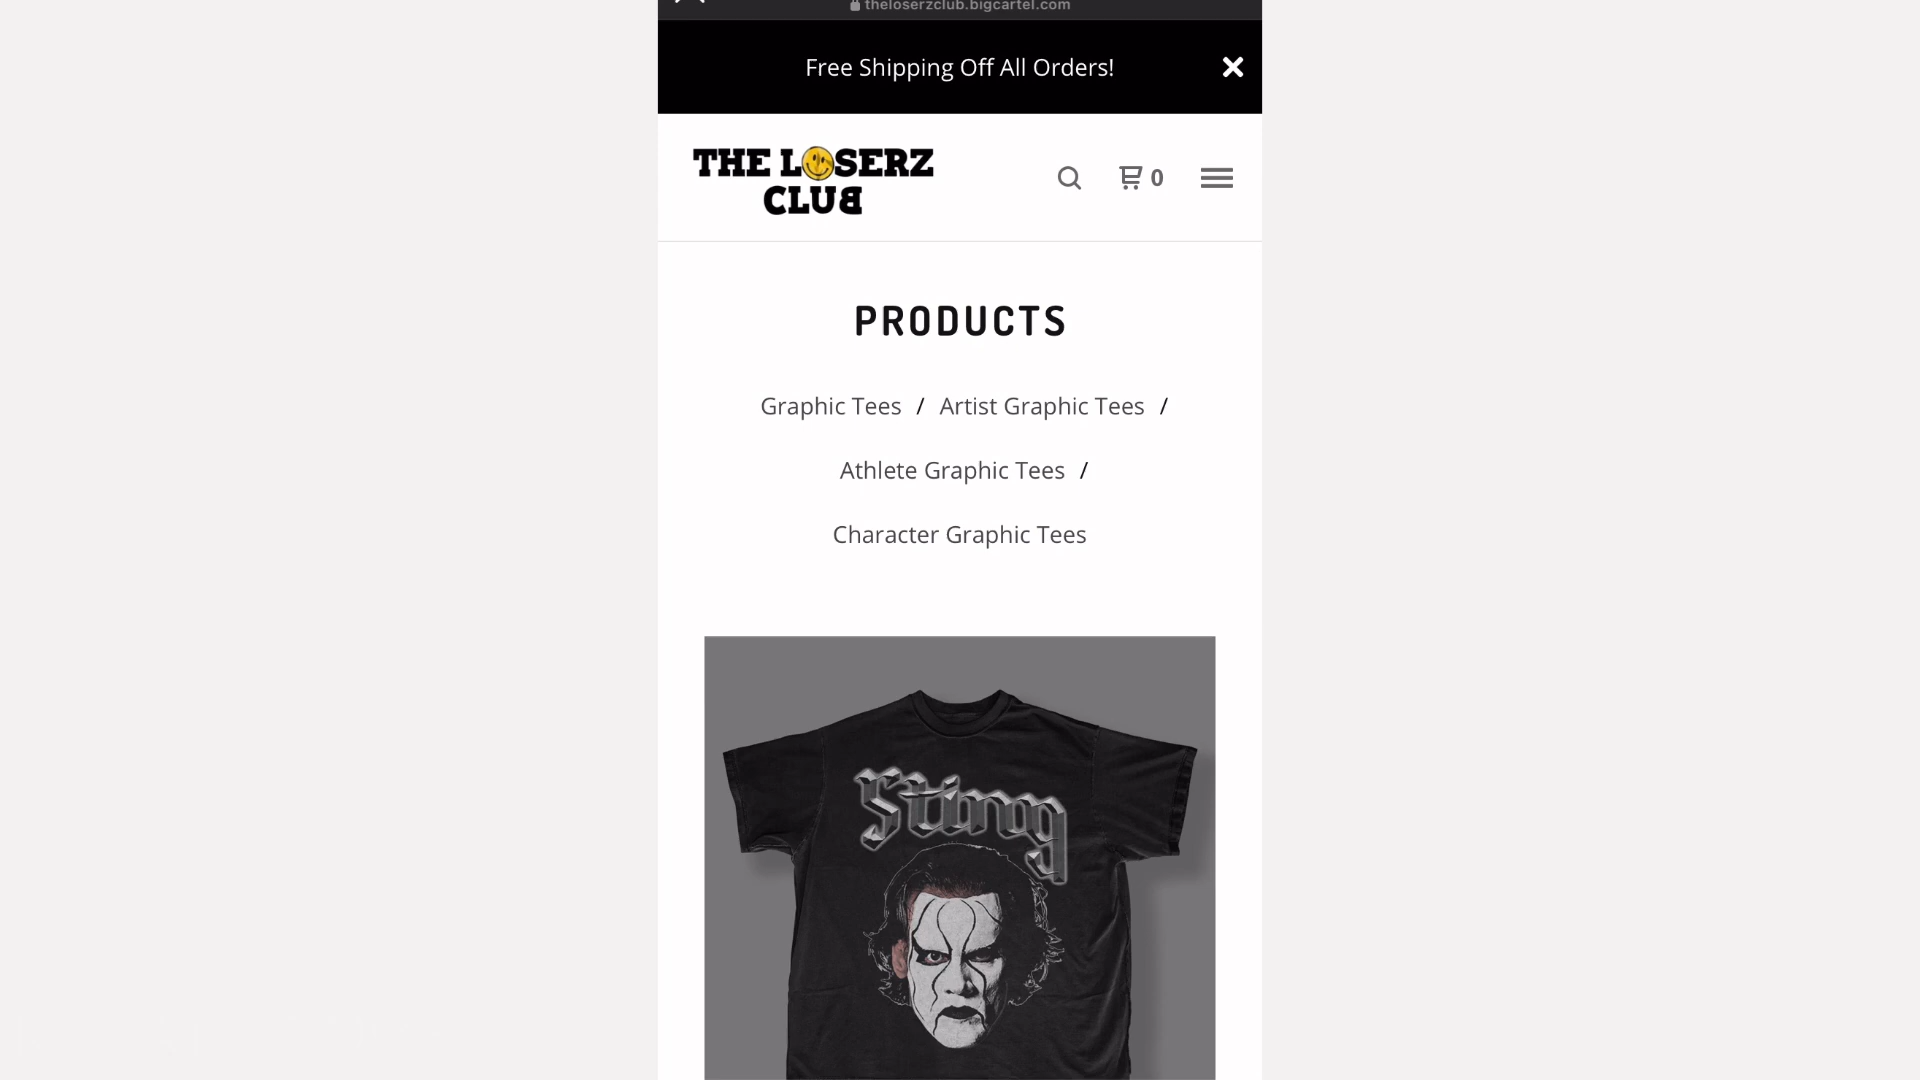 theloserzclub.bigcartel.com
Free Shipping Off All Orders!
THE LOSERZ
CLUB
0
PRODUCTS
Graphic Tees / Artist Graphic Tees /
Athlete Graphic Tees /
Character Graphic Tees
Sting